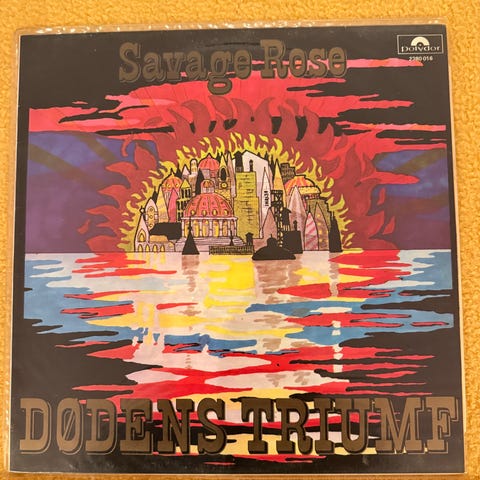 Savage Rose
Polydor
2380 016
DØDENS TRIUMF